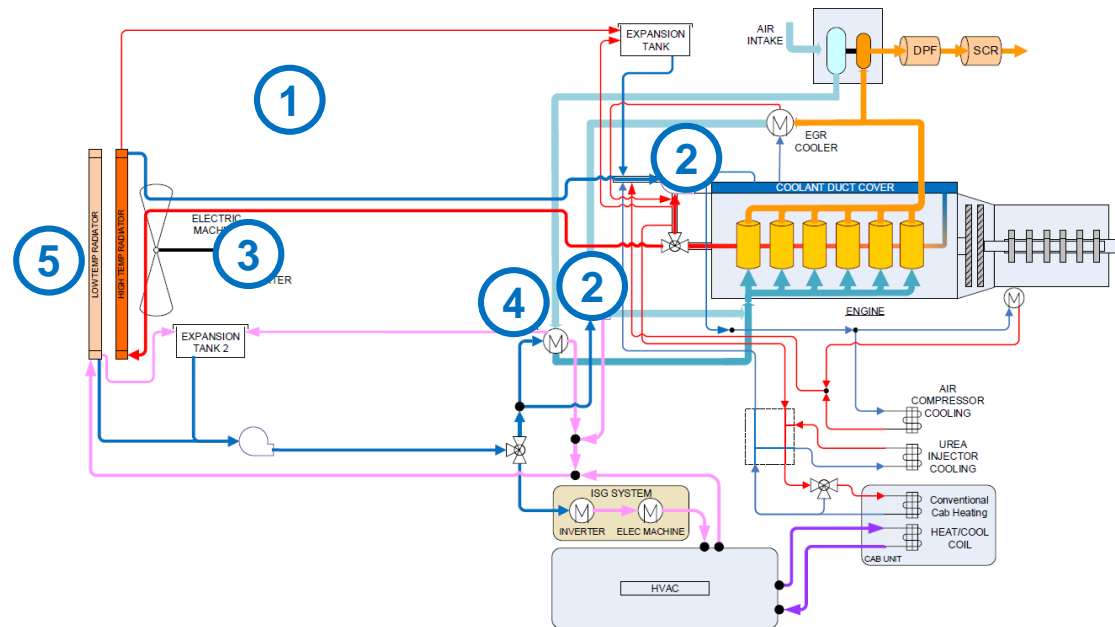 EXPANSION
TANK
AIR
INTAKE
DPF
SCR
1
EGR
COOLER
2
COOLANT DUCT COVER
LOW TEMP RADIATOR
HIGH TEMP RADIATOR
ELECTRIC
3
5
4
2
ENGINE
EXPANSION
TANK 2
AIR
COMPRESSOR
COOLING
UREA
INJECTOR
COOLING
ISG SYSTEM
INVERTER
ELEC MACHINE
Conventional
Cab Heating
HEAT/COOL
COIL
CAB UNIT
HVAC